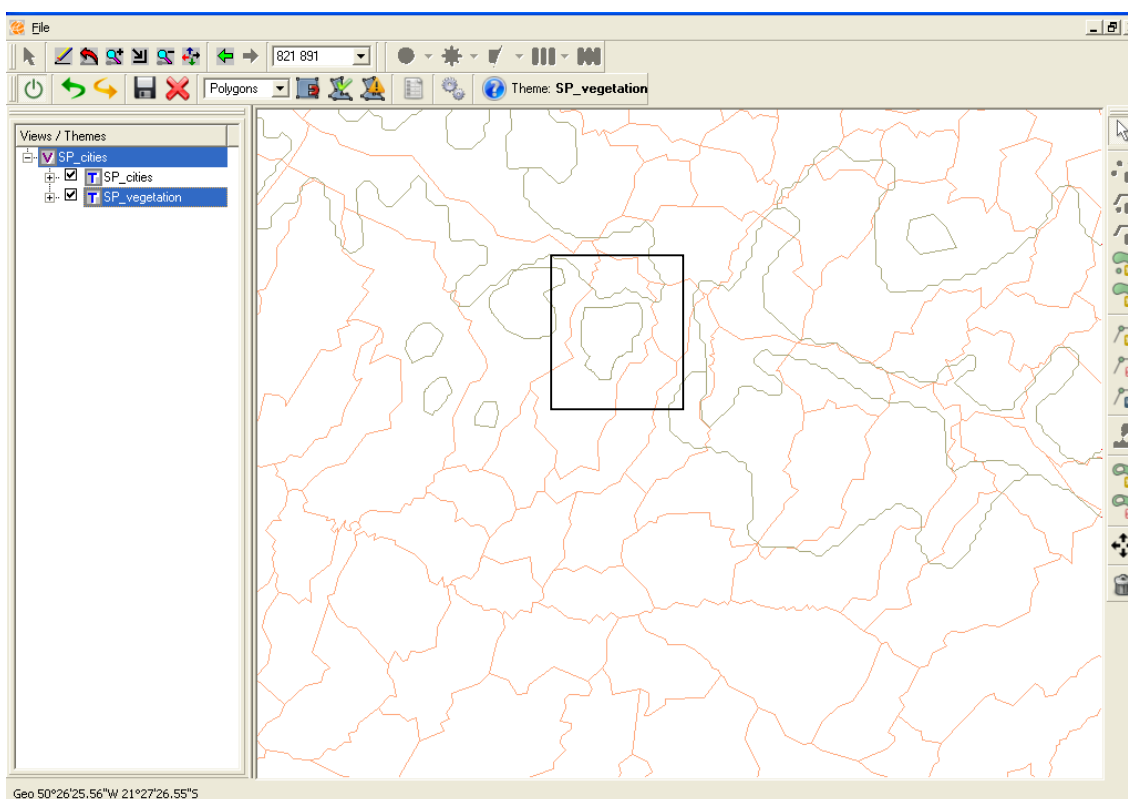 File
821 891
Polygons
Theme: SP_vegetation
Views / Themes
SP_cities
SP_cities
SP_vegetation
Geo 50°26'25.56"W 21°27'26.55"S